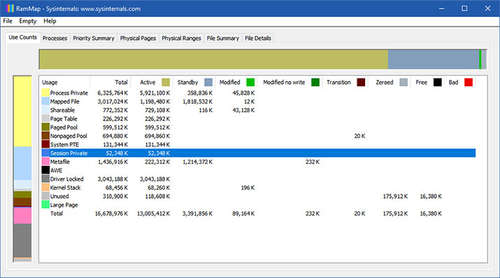 RamMap - Sysinternals: www.sysinternals.com
File Empty Help
Use Counts Processes Priority Summary Physical Pages Physical Ranges File Summary File Details
Usage Total Active Standby Modified Modified no write Transition Zeroed Free Bad
Process Private 6,325,764 K 5,921,100 K 358,836 K 45,828 K
Mapped File 3,017,024 K 1,198,480 K 1,818,532 K 12 K
Shareable 772,352 K 729,108 K 116 K 43,128 K
Page Table 226,292 K 226,292 K
Paged Pool 599,512 K 599,512 K
Nonpaged Pool 694,880 K 694,860 K 20 K
System PTE 131,344 K 131,344 K
Session Private 52,348 K 52,348 K
Metafile 1,436,916 K 222,312 K 1,214,372 K 232 K
AWE
Driver Locked 3,043,188 K 3,043,188 K
Kernel Stack 68,456 K 68,260 K 196 K
Unused 310,900 K 118,608 K 175,912 K 16,380 K
Large Page
Total 16,678,976 K 13,005,412 K 3,391,856 K 89,164 K 232 K 20 K 175,912 K 16,380 K